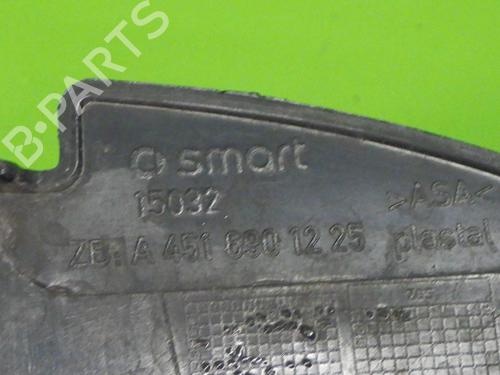 B-PARTS
smart
15032
>ASA<
ZB: A 451 690 12 25
plastal